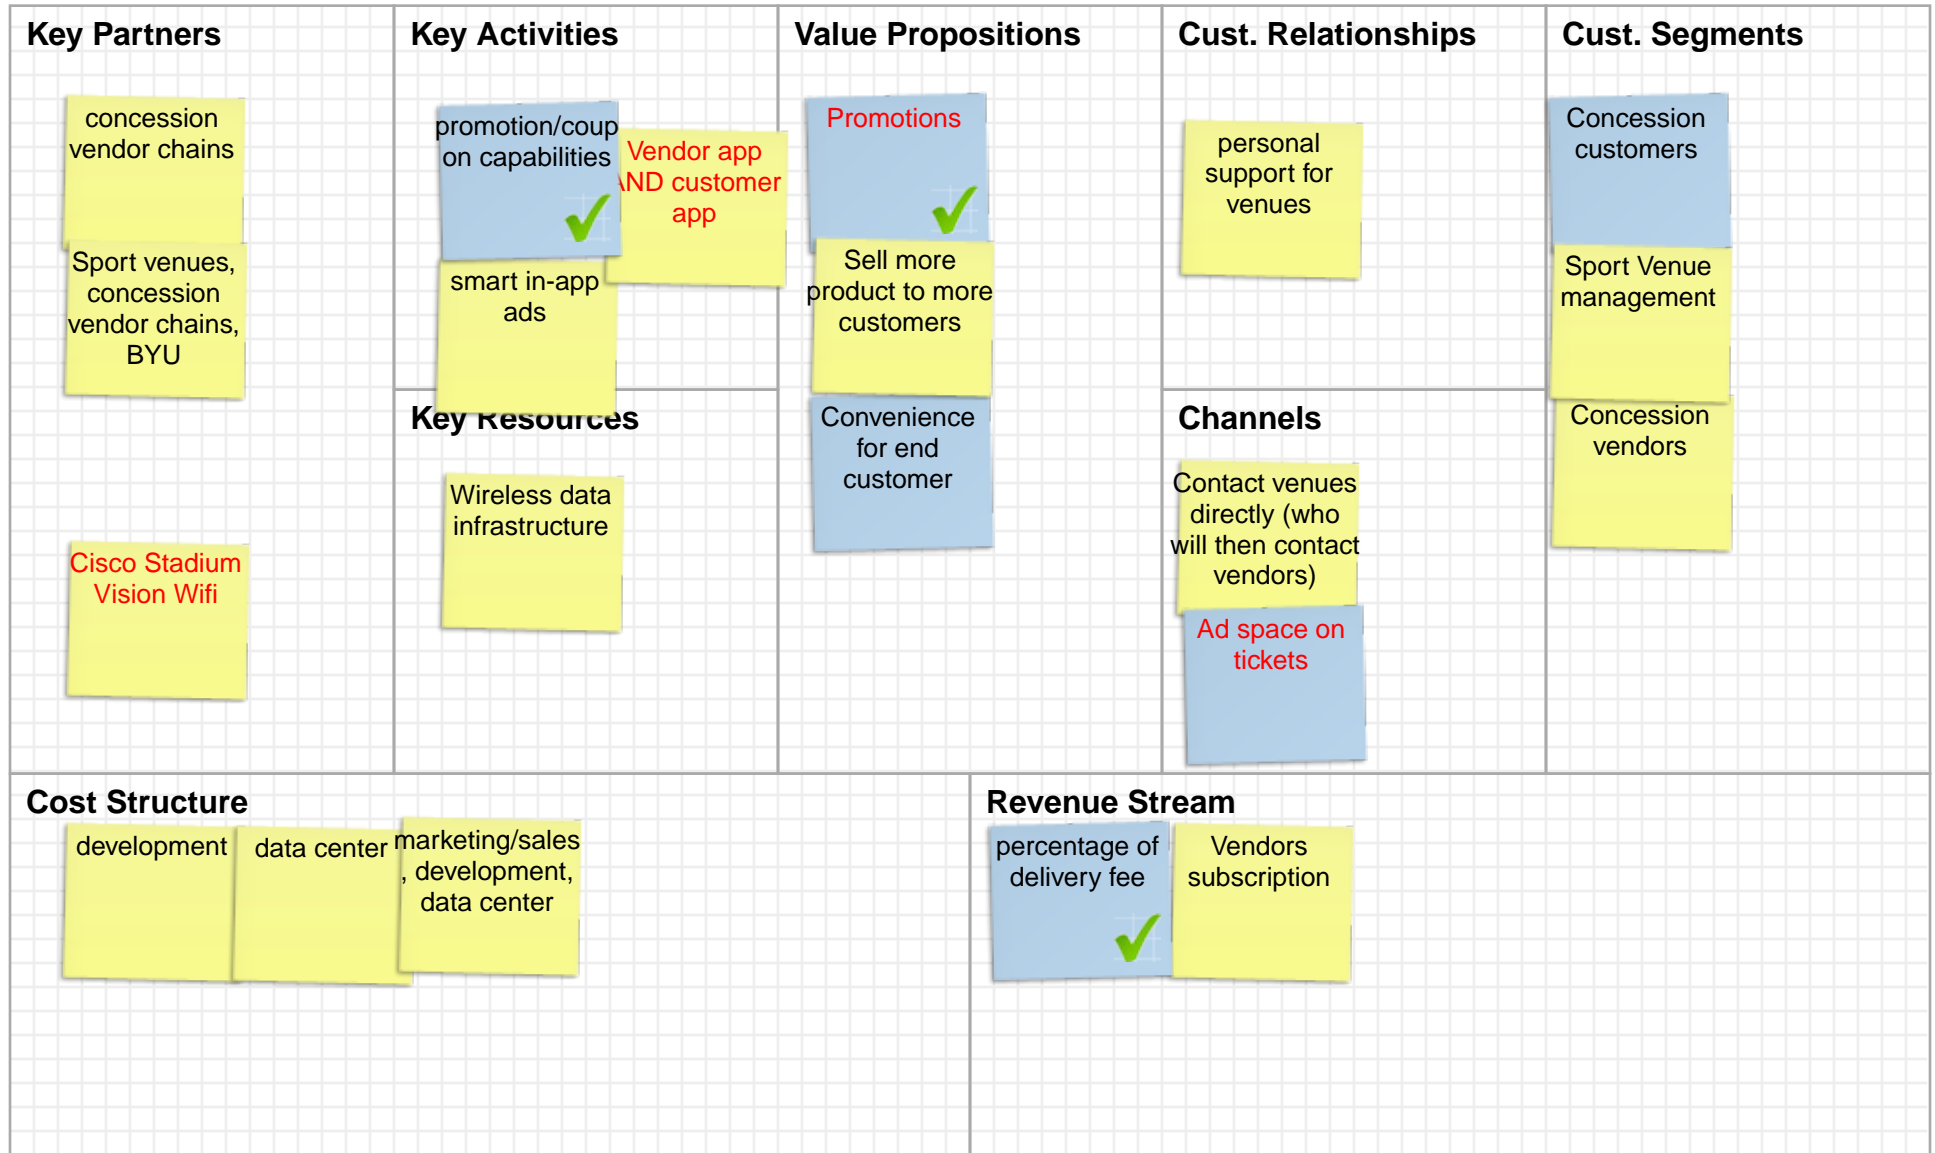 Key Partners
concession
vendor chains
Sport venues,
concession
vendor chains,
BYU
Cisco Stadium
Vision Wifi
Key Activities
promotion/coup
on capabilities
Vendor app
AND customer
app
smart in-app
ads
Key Resources
Wireless data
infrastructure
Value Propositions
Promotions
Sell more
product to more
customers
Convenience
for end
customer
Cust. Relationships
personal
support for
venues
Channels
Contact venues
directly (who
will then contact
vendors)
Ad space on
tickets
Cust. Segments
Concession
customers
Sport Venue
management
Concession
vendors
Cost Structure
development
data center
marketing/sales
, development,
data center
Revenue Stream
percentage of
delivery fee
Vendors
subscription